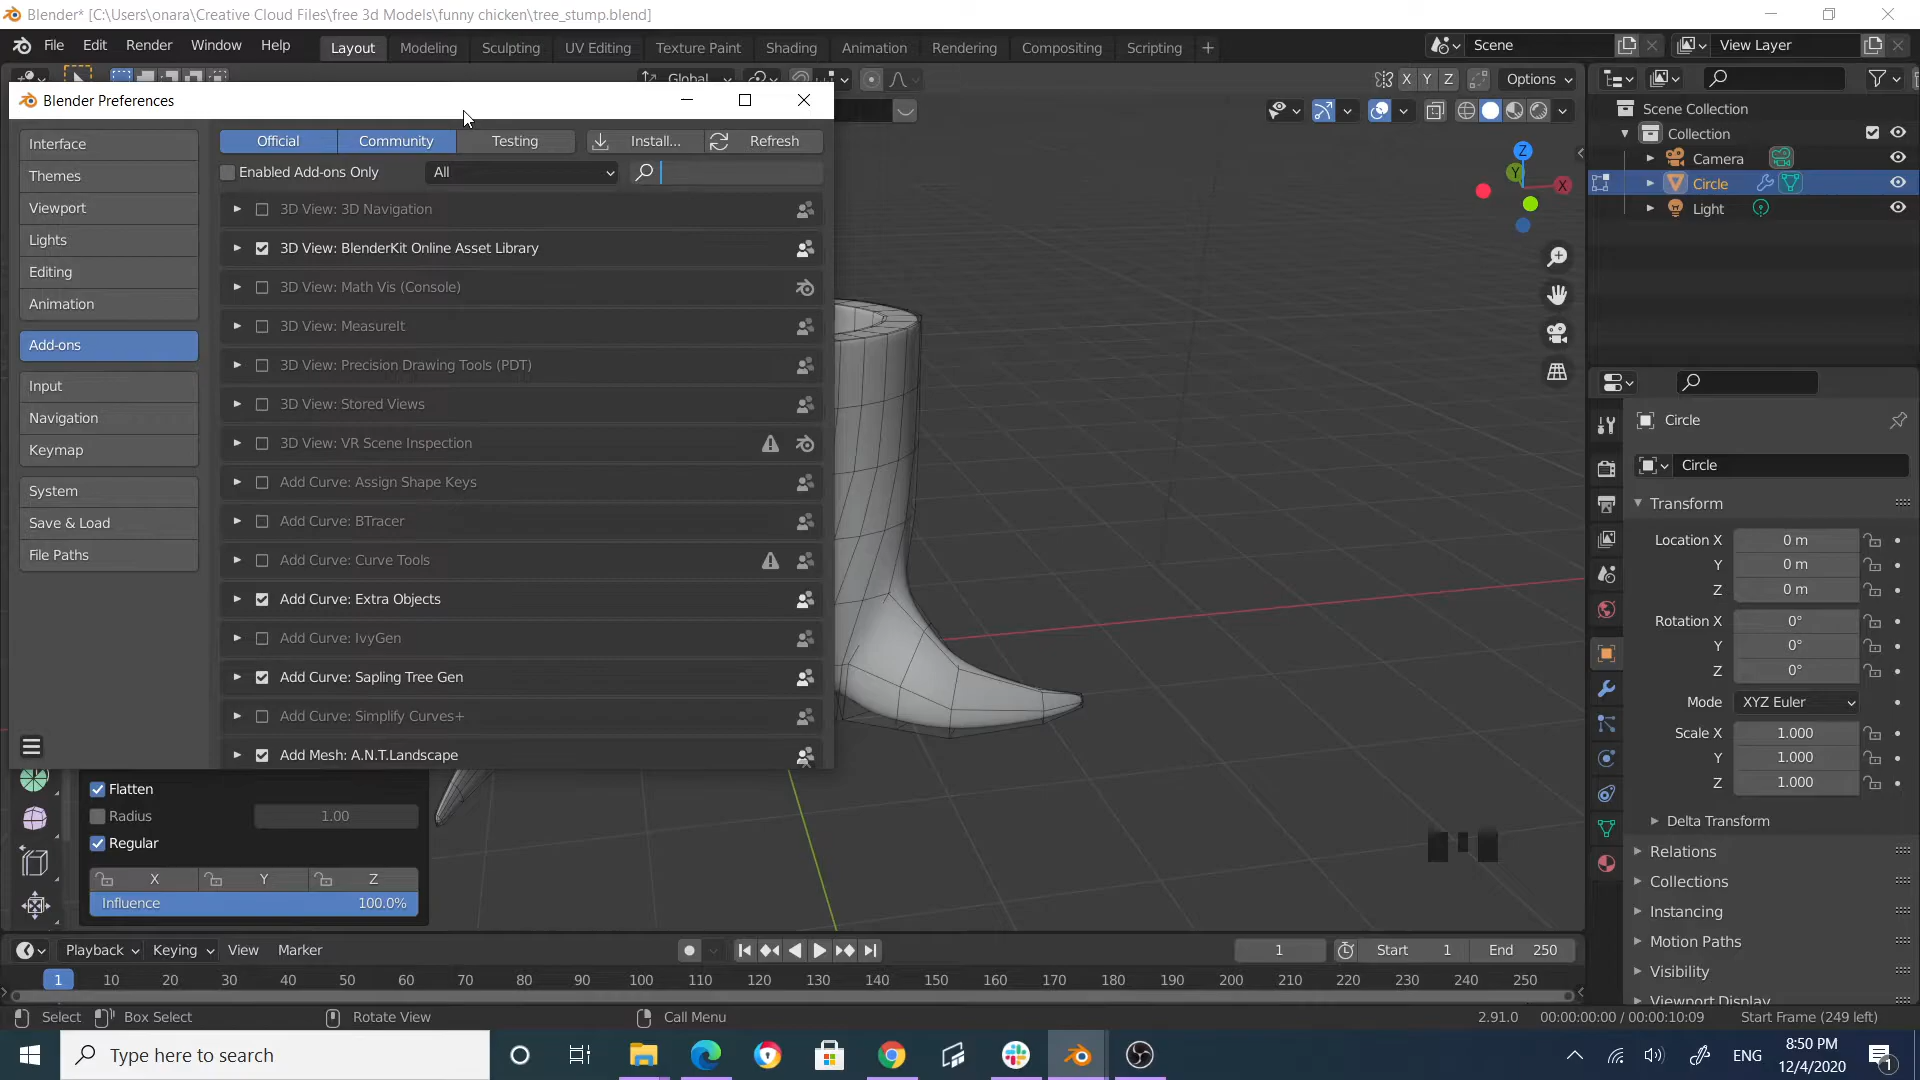 Blender* [C:\Users\onara\Creative Cloud Files\free 3d Models\funny chicken\tree_stump.blend]
File Edit Render Window Help Layout Modeling Sculpting UV Editing Texture Paint Shading Animation Rendering Compositing Scripting + Scene View Layer
Global X Y Z Options
Blender Preferences
Interface
Themes
Viewport
Lights
Editing
Animation
Add-ons
Input
Navigation
Keymap
System
Save & Load
File Paths
Official Community Testing Install... Refresh
Enabled Add-ons Only All
3D View: 3D Navigation
3D View: BlenderKit Online Asset Library
3D View: Math Vis (Console)
3D View: MeasureIt
3D View: Precision Drawing Tools (PDT)
3D View: Stored Views
3D View: VR Scene Inspection
Add Curve: Assign Shape Keys
Add Curve: BTracer
Add Curve: Curve Tools
Add Curve: Extra Objects
Add Curve: IvyGen
Add Curve: Sapling Tree Gen
Add Curve: Simplify Curves+
Add Mesh: A.N.T.Landscape
Flatten
Radius 1.00
Regular
X Y Z
Influence 100.0%
Z
Y
X
Scene Collection
Collection
Camera
Circle
Light
Circle
Circle
Transform
Location X 0 m
Y 0 m
Z 0 m
Rotation X 0°
Y 0°
Z 0°
Mode XYZ Euler
Scale X 1.000
Y 1.000
Z 1.000
Delta Transform
Relations
Collections
Instancing
Motion Paths
Visibility
Viewport Display
Playback Keying View Marker 1 Start 1 End 250
1 10 20 30 40 50 60 70 80 90 100 110 120 130 140 150 160 170 180 190 200 210 220 230 240 250
Select Box Select Rotate View Call Menu 2.91.0 00:00:00:00 / 00:00:10:09 Start Frame (249 left)
Type here to search ENG 8:50 PM
12/4/2020 1